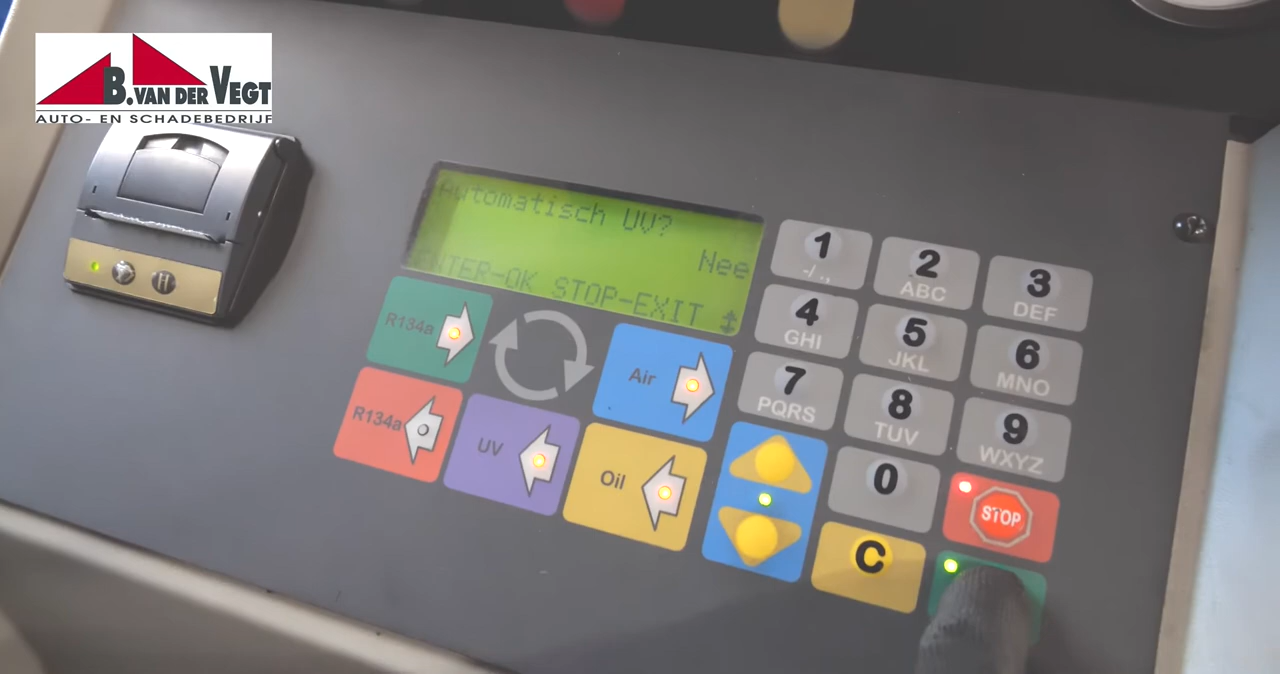 B. VAN DER VEGT
AUTO- EN SCHADEBEDRIJF
Automatisch UV?
Nee
ENTER-OK STOP-EXIT
R134a
Air
R134a
UV
Oil
1
-/.,
2
ABC
3
DEF
4
GHI
5
JKL
6
MNO
7
PQRS
8
TUV
9
WXYZ
0
STOP
C
H